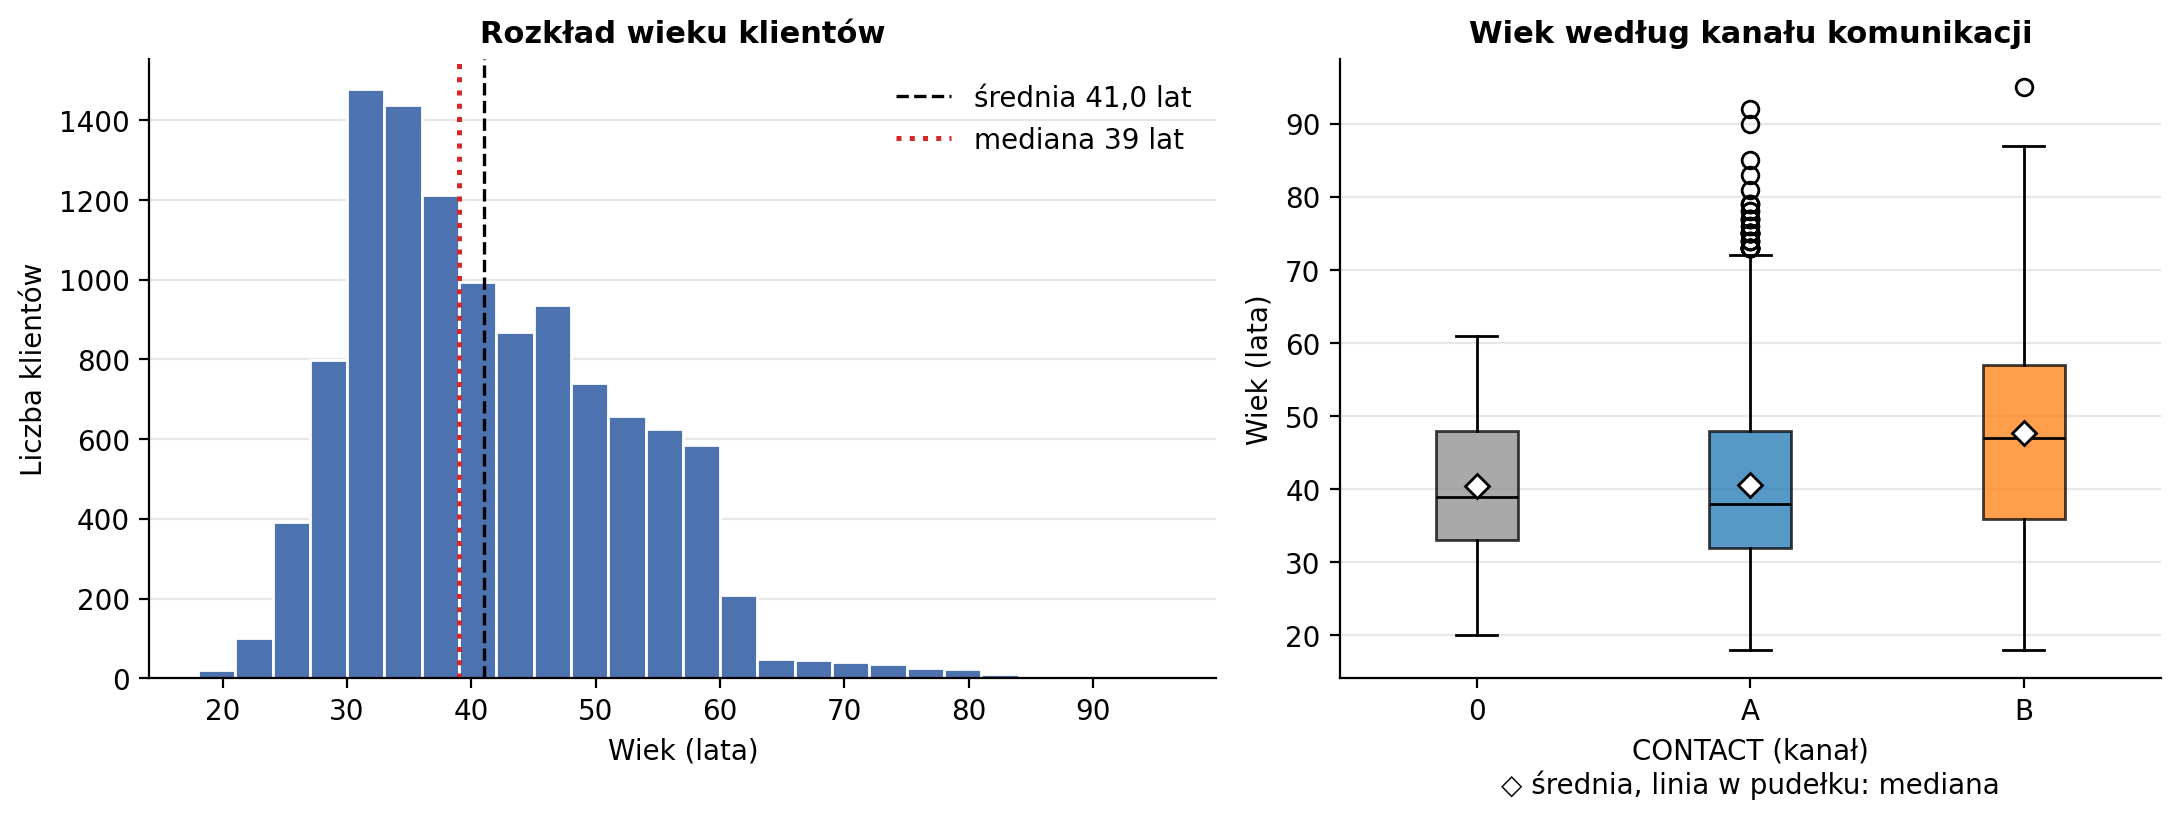 Rozkład wieku klientów
średnia 41,0 lat
mediana 39 lat
Liczba klientów
1400
1200
1000
800
600
400
200
0
20 30 40 50 60 70 80 90
Wiek (lata)
Wiek według kanału komunikacji
Wiek (lata)
90
80
70
60
50
40
30
20
0 A B
CONTACT (kanał)
◇ średnia, linia w pudełku: mediana